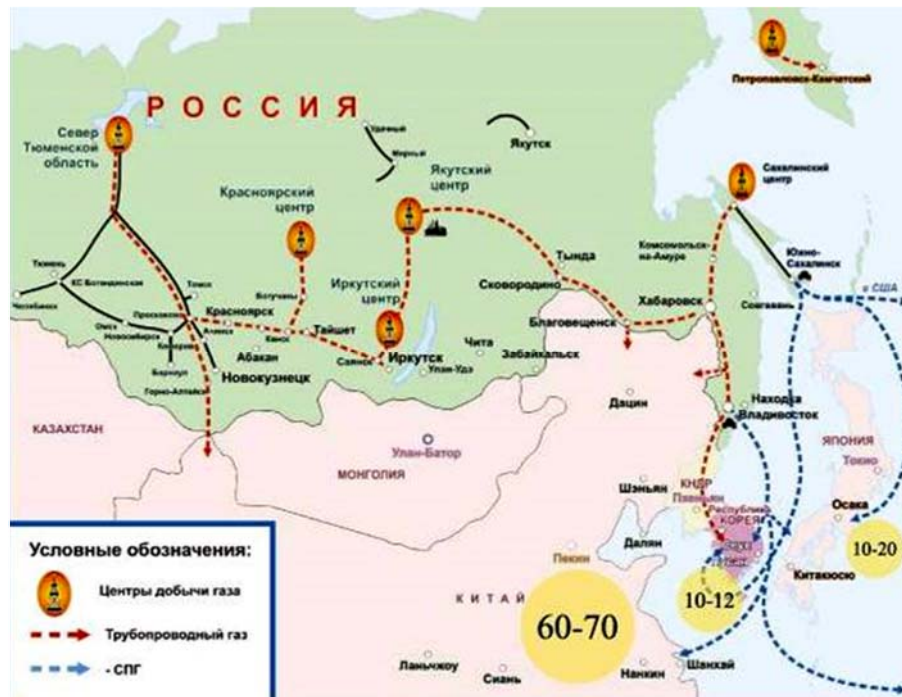 РОССИЯ
Петропавловск-Камчатский
Север
Тюменской
область
Удачный
Мирный
Якутск
Якутский
центр
Сахалинский
центр
Красноярский
центр
Иркутский
центр
Комсомольск-
на-Амуре
Южно-
Сахалинск
в США
Тында
Сковородино
Хабаровск
Совгавань
Благовещенск
Тюмень
Челябинск
Омск
Новосибирск
Томск
Барнаул
Горно-Алтайск
Новокузнецк
Красноярск
Ачинск
Абакан
Канск
Богучаны
Тайшет
Саянск
Иркутск
Улан-Удэ
Чита
Забайкальск
Дацин
Находка
Владивосток
КАЗАХСТАН
Улан-Батор
МОНГОЛИЯ
ЯПОНИЯ
Токио
Осака
Китакюсю
Шэньян
КНДР
Пхеньян
Республика
КОРЕЯ
Сеул
Далян
Пекин
КИТАЙ
60-70
10-12
10-20
Ланьчжоу
Сиань
Нанкин
Шанхай
Условные обозначения:
Центры добычи газа
Трубопроводный газ
- СПГ